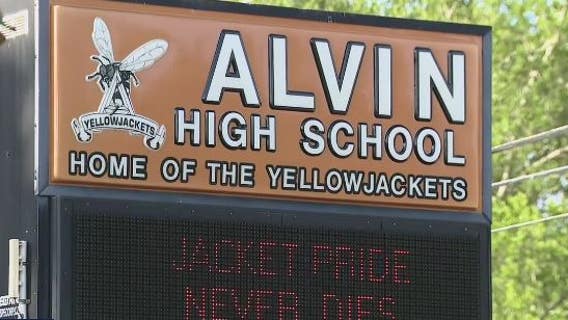 ALVIN
YELLOWJACKETS
HIGH SCHOOL
HOME OF THE YELLOWJACKETS
JACKET PRIDE
NEVER DIES